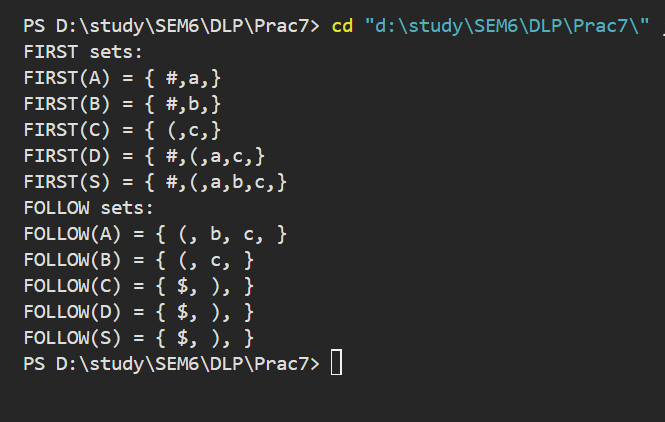 PS D:\study\SEM6\DLP\Prac7> cd "d:\study\SEM6\DLP\Prac7\"
FIRST sets:
FIRST(A) = { #,a,}
FIRST(B) = { #,b,}
FIRST(C) = { (,c,}
FIRST(D) = { #,(,a,c,}
FIRST(S) = { #,(,a,b,c,}
FOLLOW sets:
FOLLOW(A) = { (, b, c, }
FOLLOW(B) = { (, c, }
FOLLOW(C) = { $, ), }
FOLLOW(D) = { $, ), }
FOLLOW(S) = { $, ), }
PS D:\study\SEM6\DLP\Prac7>